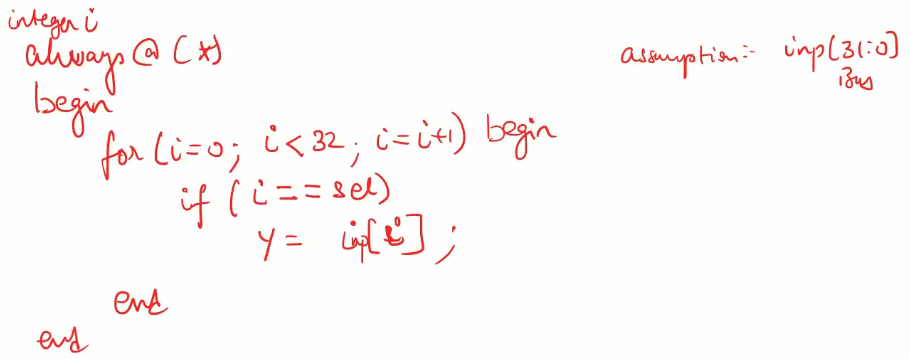 integer i
always @ (*)
assumption:- inp[31:0]
Bus
begin
for (i=0; i<32; i=i+1) begin
if (i==sel)
y = inp[i];
end
end